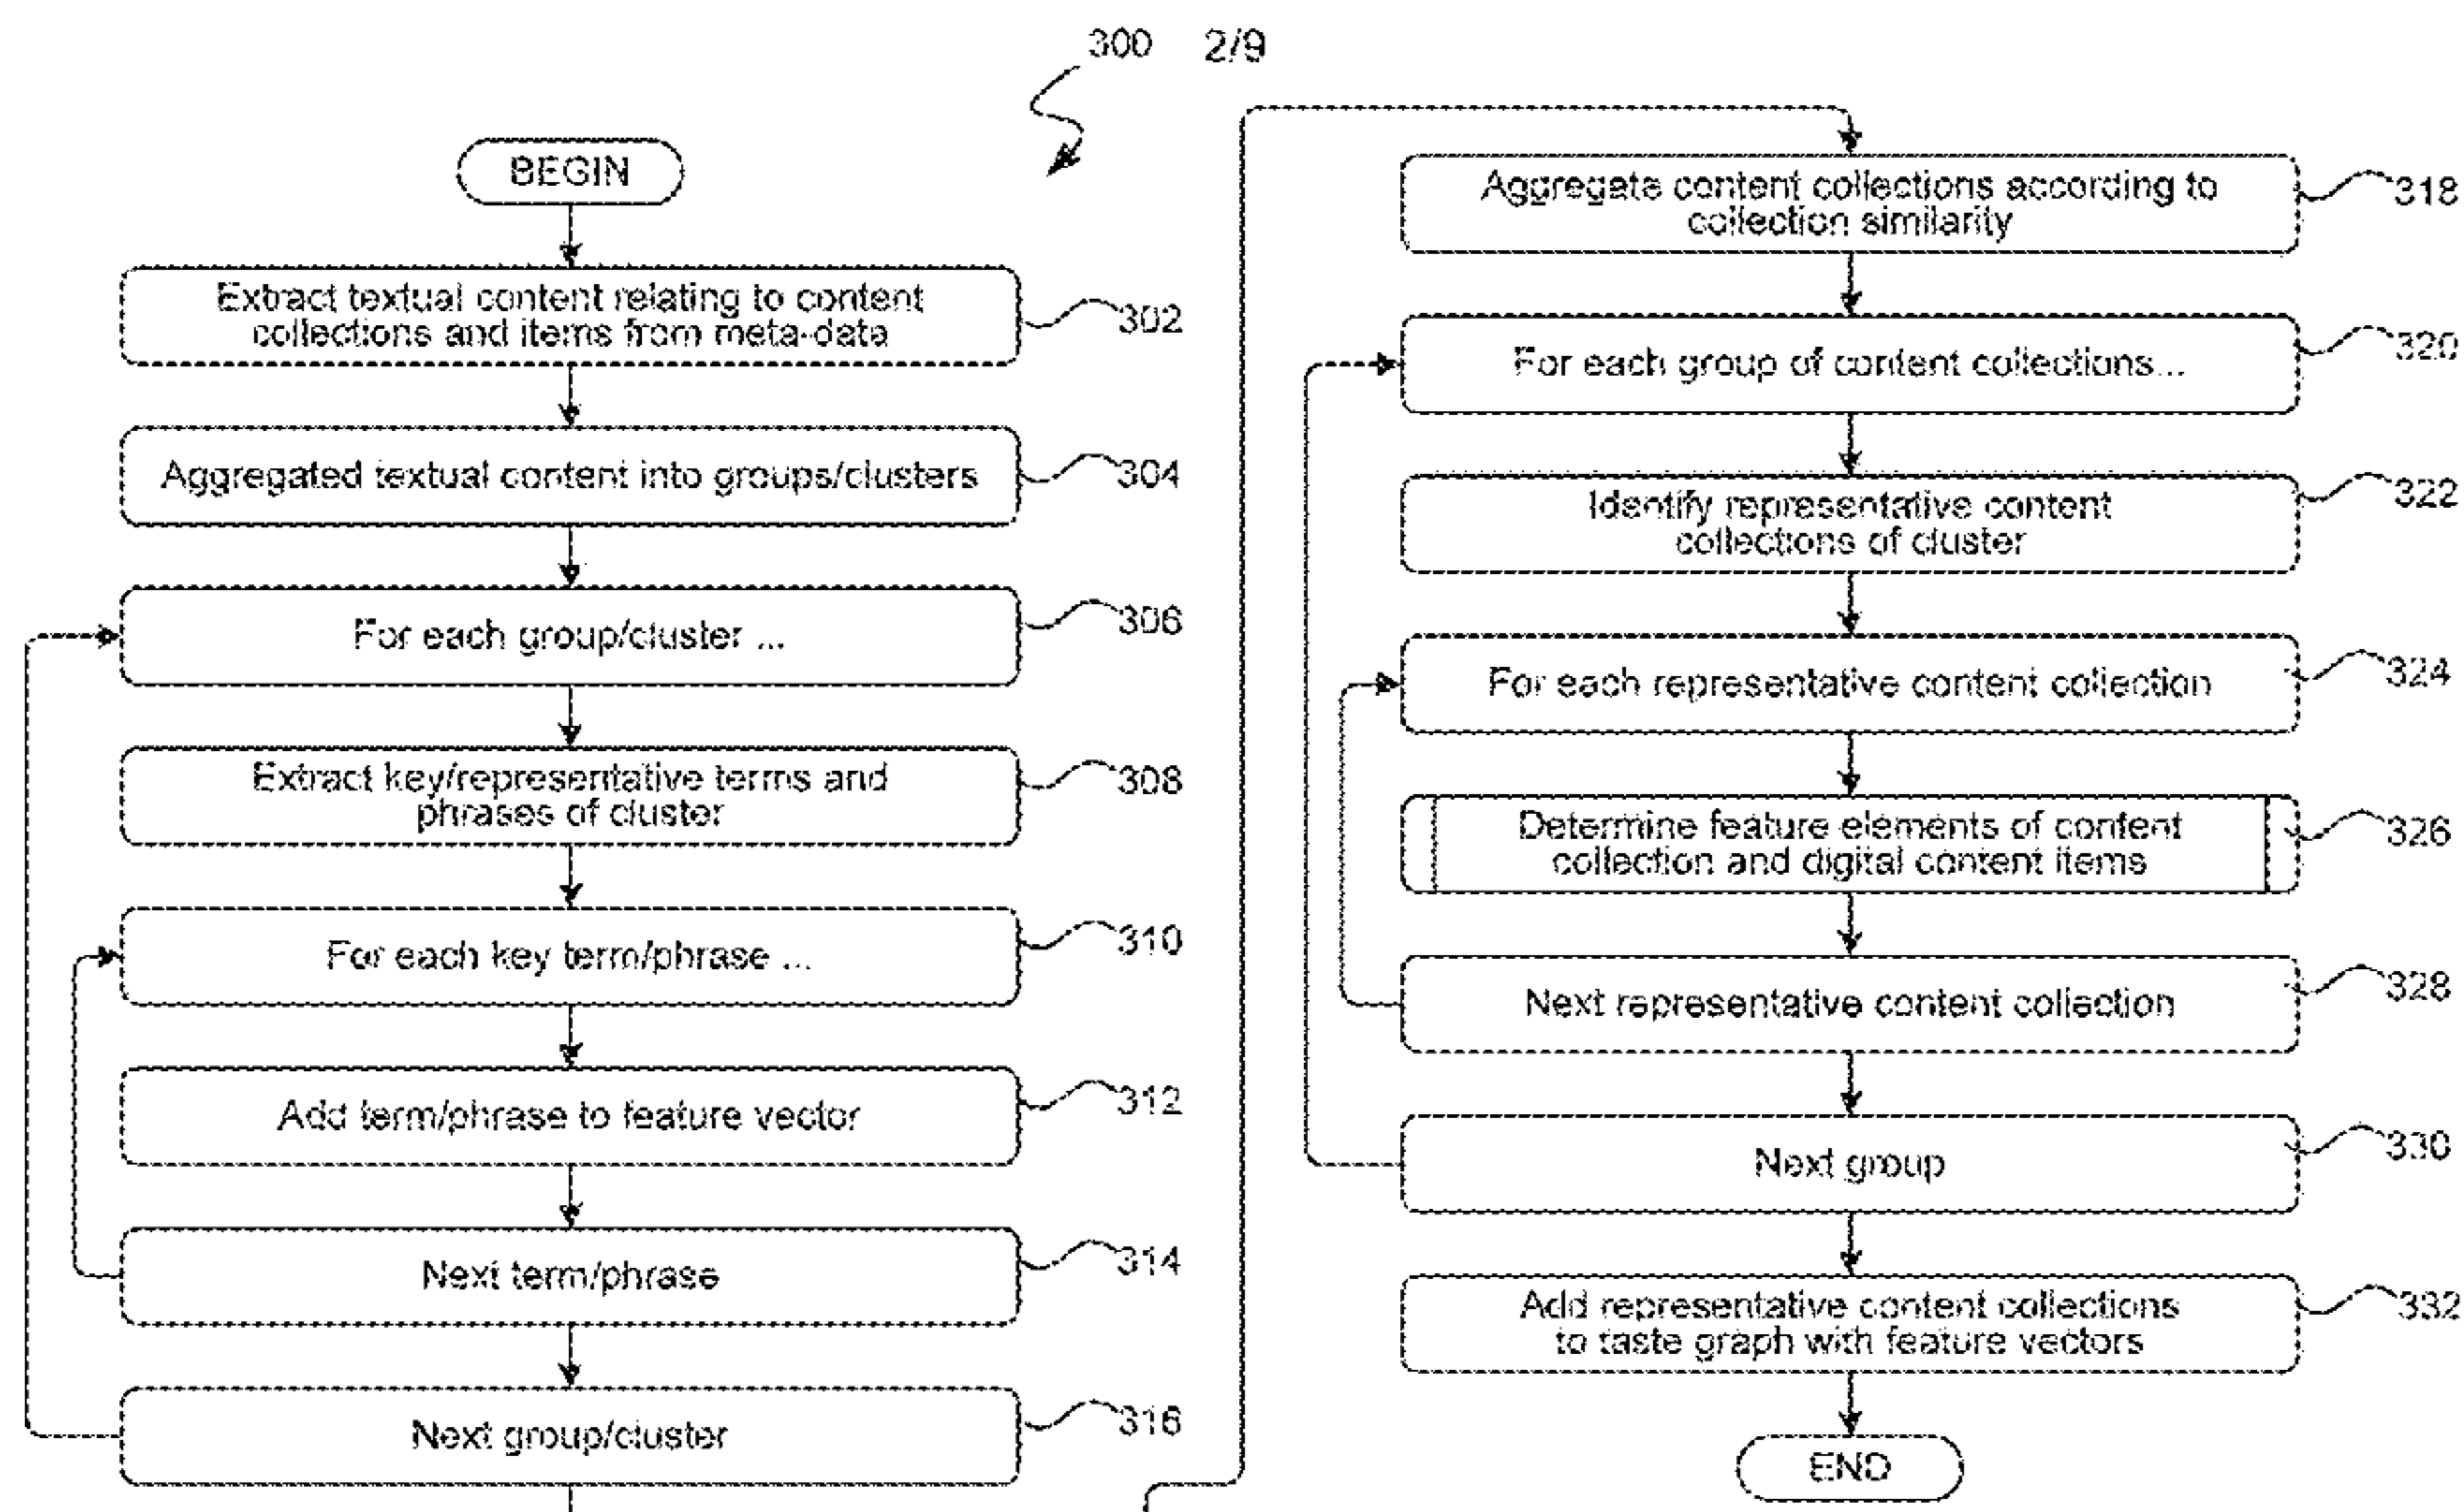 300 2/9
BEGIN
Extract textual content relating to content
collections and items from meta-data
302
Aggregated textual content into groups/clusters
304
For each group/cluster ...
306
Extract key/representative terms and
phrases of cluster
308
For each key term/phrase ...
310
Add term/phrase to feature vector
312
Next term/phrase
314
Next group/cluster
316
Aggregate content collections according to
collection similarity
318
For each group of content collections...
320
Identify representative content
collections of cluster
322
For each representative content collection
324
Determine feature elements of content
collection and digital content items
326
Next representative content collection
328
Next group
330
Add representative content collections
to taste graph with feature vectors
332
END